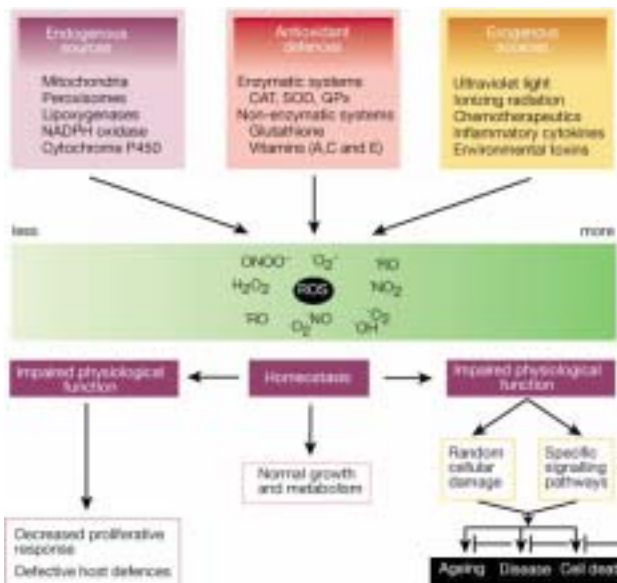 Endogenous
sources
Mitochondria
Peroxisomes
Lipoxygenases
NADPH oxidase
Cytochrome P450
Antioxidant
defences
Enzymatic systems
CAT, SOD, GPx
Non-enzymatic systems
Glutathione
Vitamins (A,C and E)
Exogenous
sources
Ultraviolet light
Ionizing radiation
Chemotherapeutics
Inflammatory cytokines
Environmental toxins
less
more
ONOO⁻ ˙O₂⁻ ˙RO
H₂O₂ ROS ˙NO₂
˙RO O₂ ˙NO ˙OH O₂
Impaired physiological
function
Homeostasis
Impaired physiological
function
Normal growth
and metabolism
Random
cellular
damage
Specific
signalling
pathways
Decreased proliferative
response
Defective host defences
Ageing Disease Cell death